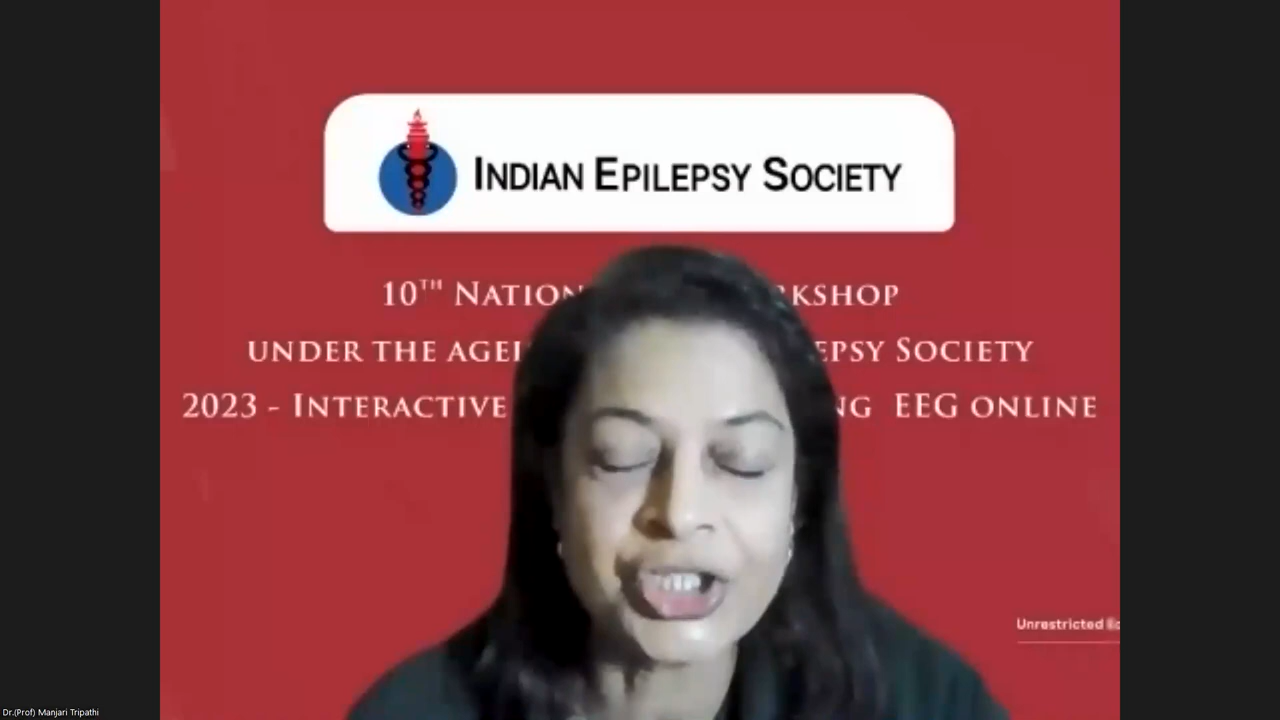 INDIAN EPILEPSY SOCIETY
10TH NATION RKSHOP
UNDER THE AGEI EPSY SOCIETY
2023 - INTERACTIVE NG EEG ONLINE
Unrestricted
Dr.(Prof) Manjari Tripathi